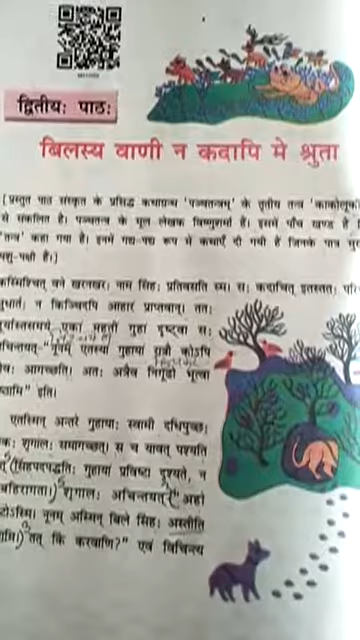 द्वितीयः पाठः
बिलस्य वाणी न कदापि मे श्रुता
[प्रस्तुत पाठ संस्कृत के प्रसिद्ध कथाग्रन्थ 'पञ्चतन्त्रम्' के तृतीय तन्त्र 'काकोलूकी
से संकलित है। पञ्चतन्त्र के मूल लेखक विष्णुशर्मा हैं। इसमें पाँच खण्ड हैं
'तन्त्र' कहा गया है। इनमें गद्य-पद्य रूप में कथाएँ दी गयी हैं जिनके पात्र
पशु-पक्षी हैं।]
कस्मिंश्चित् वने खरनखरः नाम सिंहः प्रतिवसति स्म। सः कदाचित् इतस्ततः
न किञ्चिदपि आहारं प्राप्तवान्। ततः
एकां महतीं गुहां दृष्ट्वा सः
"नूनम् एतस्यां गुहायां रात्रौ कोऽपि
आगच्छति। अतः अत्रैव निगूढो भूत्वा
इति।
एतस्मिन् अन्तरे गुहायाः स्वामी दधिपुच्छः
शृगालः समागच्छत्। स च यावत् पश्यति
सिंहपदपद्धतिः गुहायां प्रविष्टा दृश्यते, न
बहिरागता। शृगालः अचिन्तयत्-"अहो
नूनम् अस्मिन् बिले सिंहः अस्तीति
तत् किं करवाणि?" एवं विचिन्त्य